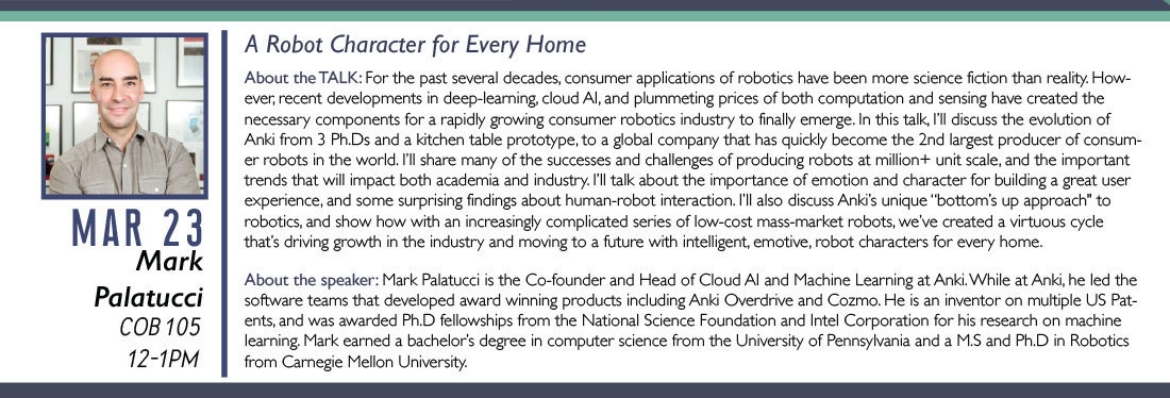 A Robot Character for Every Home
About the TALK: For the past several decades, consumer applications of robotics have been more science fiction than reality. How-
ever, recent developments in deep-learning, cloud AI, and plummeting prices of both computation and sensing have created the
necessary components for a rapidly growing consumer robotics industry to finally emerge. In this talk, I'll discuss the evolution of
Anki from 3 Ph.Ds and a kitchen table prototype, to a global company that has quickly become the 2nd largest producer of consum-
er robots in the world. I'll share many of the successes and challenges of producing robots at million+ unit scale, and the important
trends that will impact both academia and industry. I'll talk about the importance of emotion and character for building a great user
experience, and some surprising findings about human-robot interaction. I'll also discuss Anki's unique "bottom's up approach" to
robotics, and show how with an increasingly complicated series of low-cost mass-market robots, we've created a virtuous cycle
that's driving growth in the industry and moving to a future with intelligent, emotive, robot characters for every home.
MAR 23
Mark
Palatucci
COB 105
12-1PM
About the speaker: Mark Palatucci is the Co-founder and Head of Cloud AI and Machine Learning at Anki. While at Anki, he led the
software teams that developed award winning products including Anki Overdrive and Cozmo. He is an inventor on multiple US Pat-
ents, and was awarded Ph.D fellowships from the National Science Foundation and Intel Corporation for his research on machine
learning. Mark earned a bachelor's degree in computer science from the University of Pennsylvania and a M.S and Ph.D in Robotics
from Carnegie Mellon University.